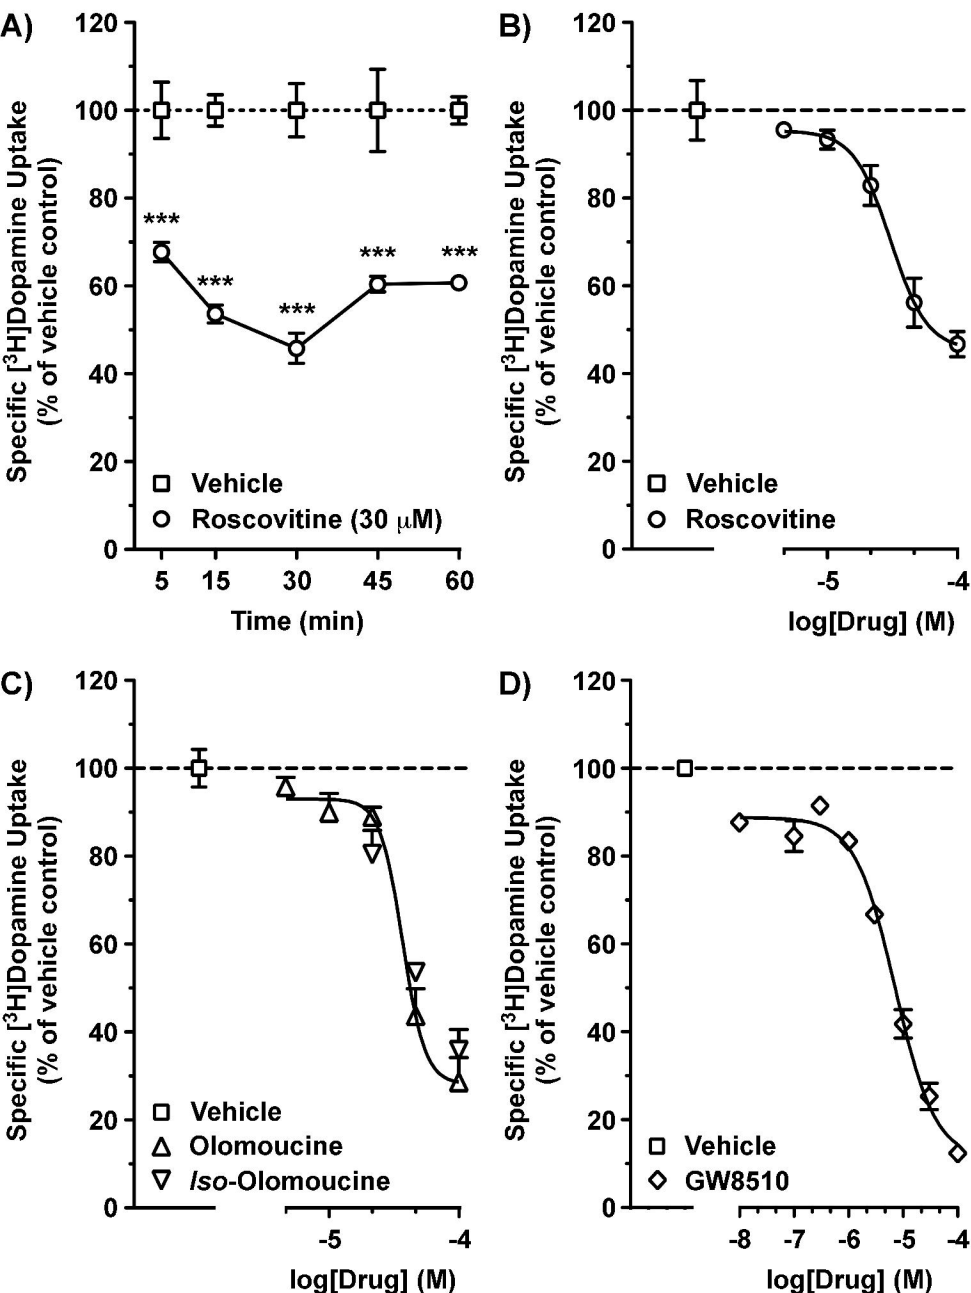 A)
Specific [³H]Dopamine Uptake
(% of vehicle control)
120
100
80
60
40
20
0
***
***
***
***
***
Vehicle
Roscovitine (30 μM)
5 15 30 45 60
Time (min)
B)
Specific [³H]Dopamine Uptake
(% of vehicle control)
120
100
80
60
40
20
0
Vehicle
Roscovitine
-5 -4
log[Drug] (M)
C)
Specific [³H]Dopamine Uptake
(% of vehicle control)
120
100
80
60
40
20
0
Vehicle
Olomoucine
Iso-Olomoucine
-5 -4
log[Drug] (M)
D)
Specific [³H]Dopamine Uptake
(% of vehicle control)
120
100
80
60
40
20
0
Vehicle
GW8510
-8 -7 -6 -5 -4
log[Drug] (M)